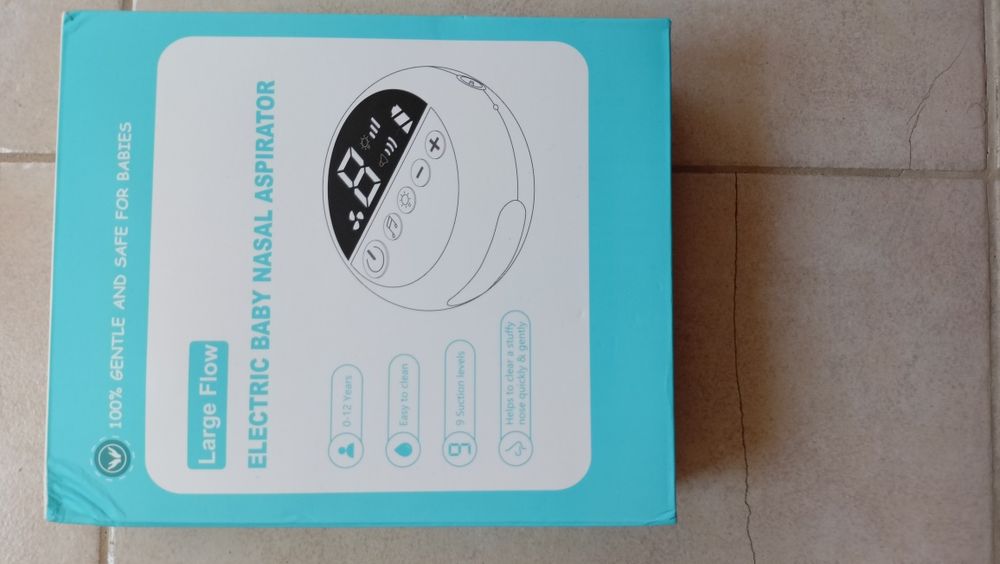 100% GENTLE AND SAFE FOR BABIES
Large Flow
ELECTRIC BABY NASAL ASPIRATOR
8
0-12 Years
Easy to clean
9 Suction levels
Helps to clear a stuffy
nose quickly & gently